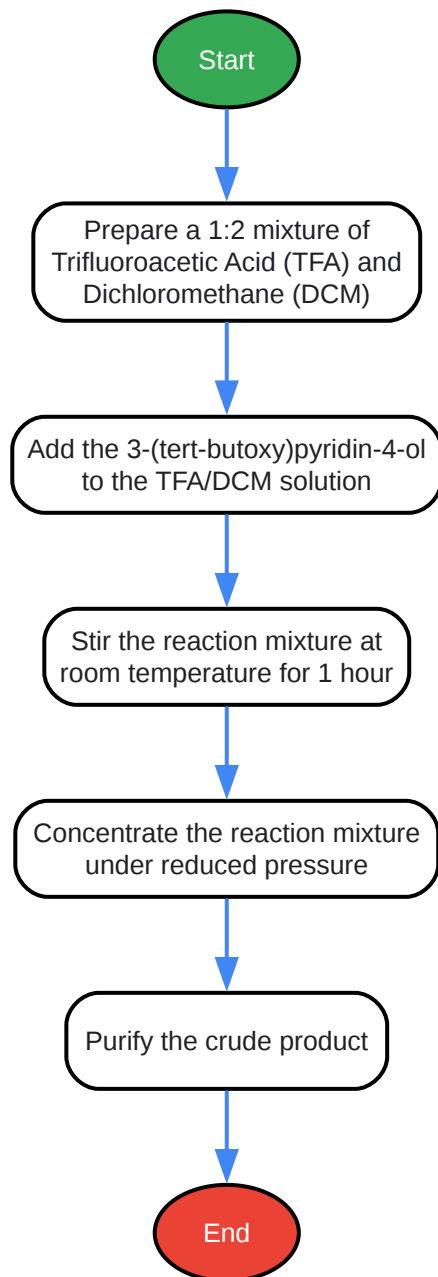 Start
Prepare a 1:2 mixture of
Trifluoroacetic Acid (TFA) and
Dichloromethane (DCM)
Add the 3-(tert-butoxy)pyridin-4-ol
to the TFA/DCM solution
Stir the reaction mixture at
room temperature for 1 hour
Concentrate the reaction mixture
under reduced pressure
Purify the crude product
End